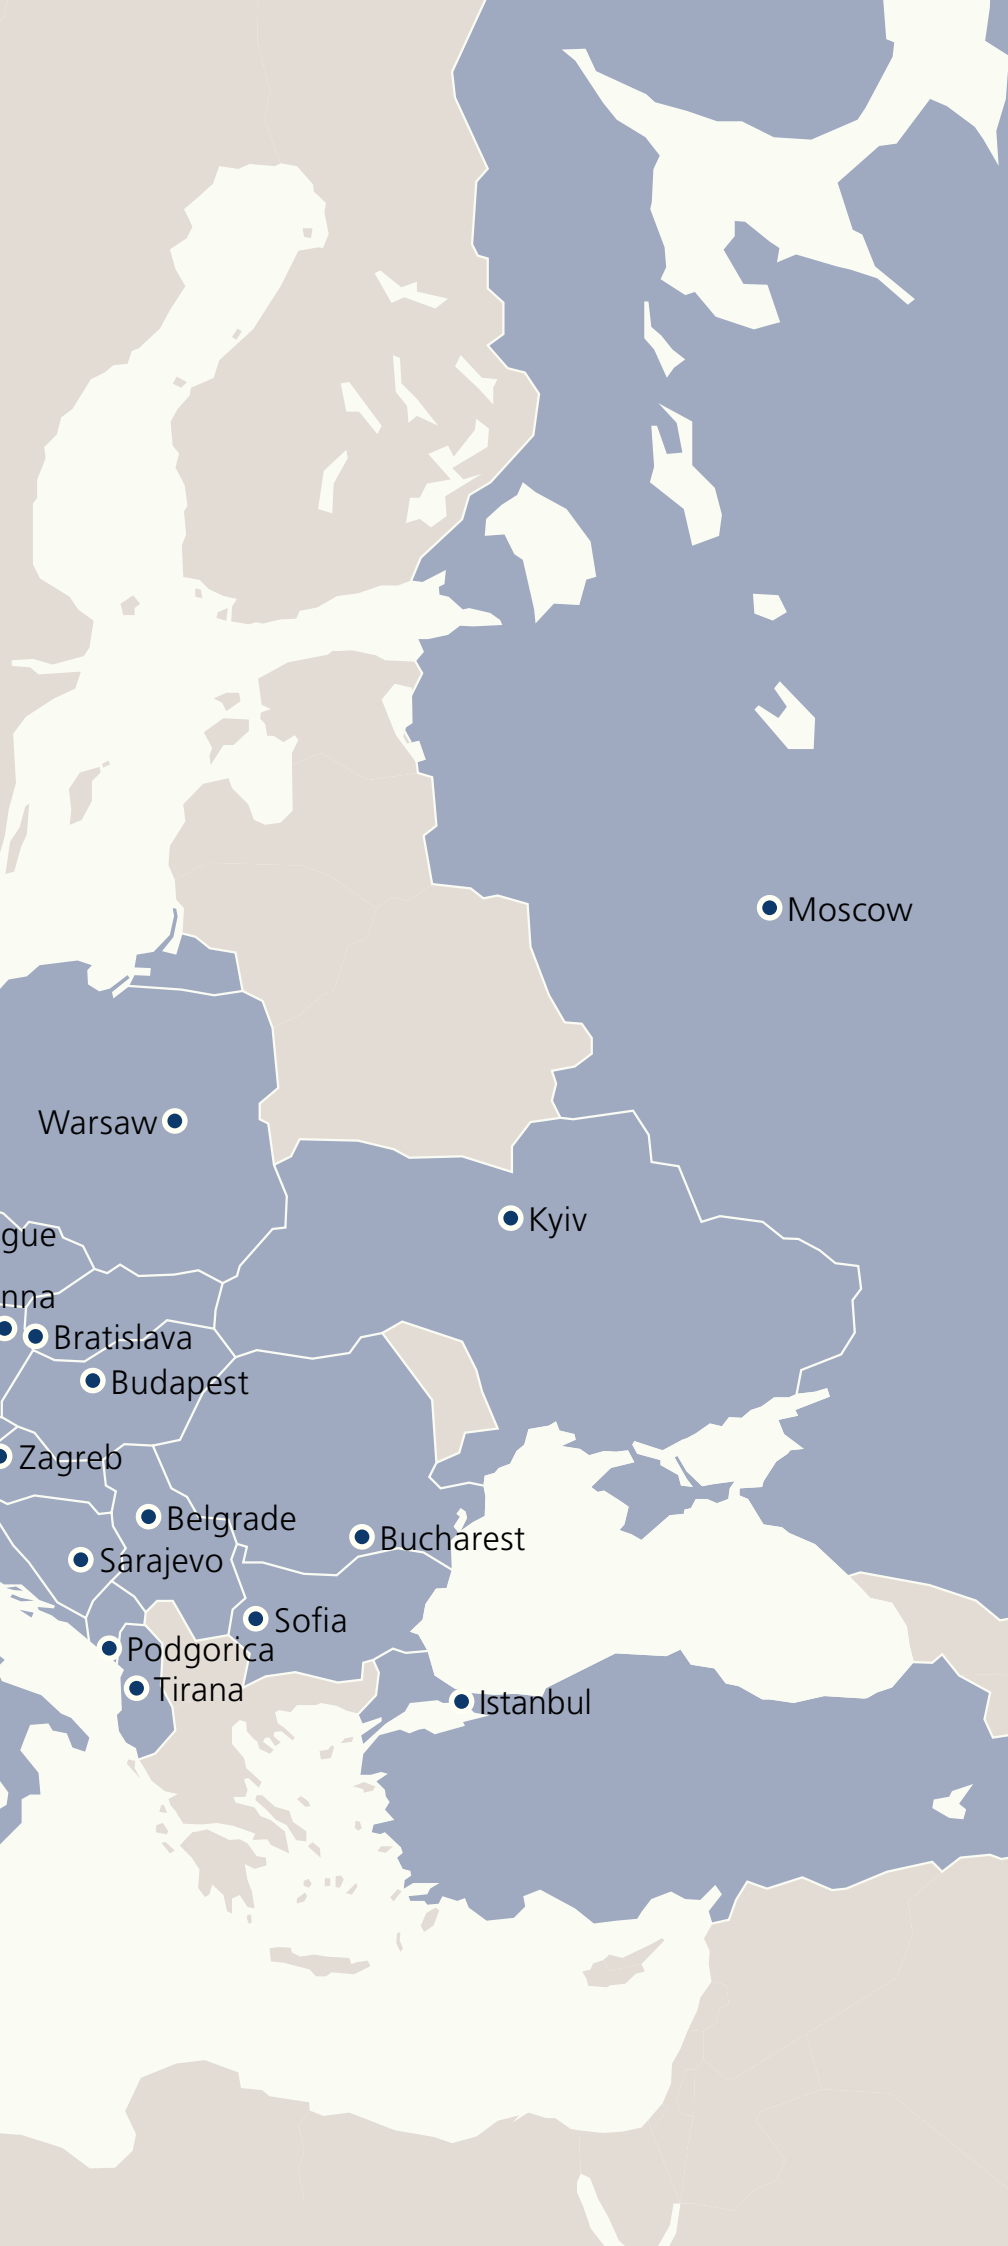 Moscow
Warsaw
Kyiv
gue
nna
Bratislava
Budapest
Zagreb
Belgrade
Bucharest
Sarajevo
Sofia
Podgorica
Tirana
Istanbul